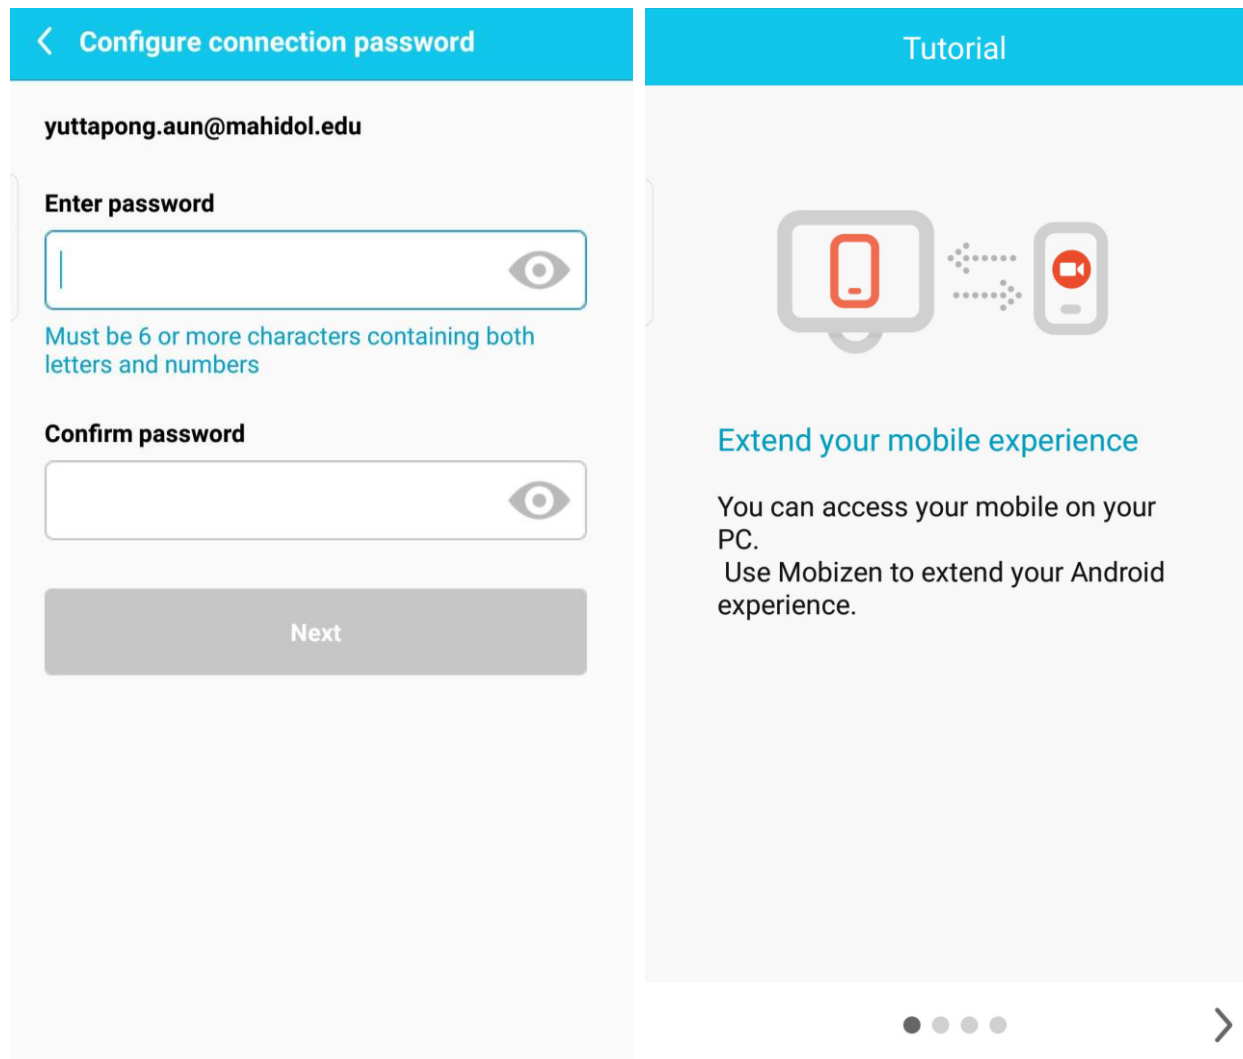 Configure connection password
yuttapong.aun@mahidol.edu
Enter password
Must be 6 or more characters containing both
letters and numbers
Confirm password
Next
Tutorial
Extend your mobile experience
You can access your mobile on your
PC.
Use Mobizen to extend your Android
experience.